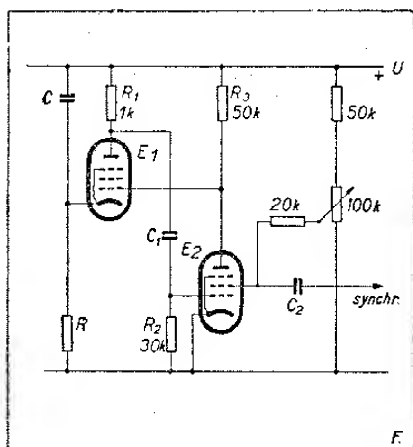 U
+
C
R1
1k
R3
50k
50k
E1
20k
100k
C1
E2
C2
synchr.
R
R2
30k
F.